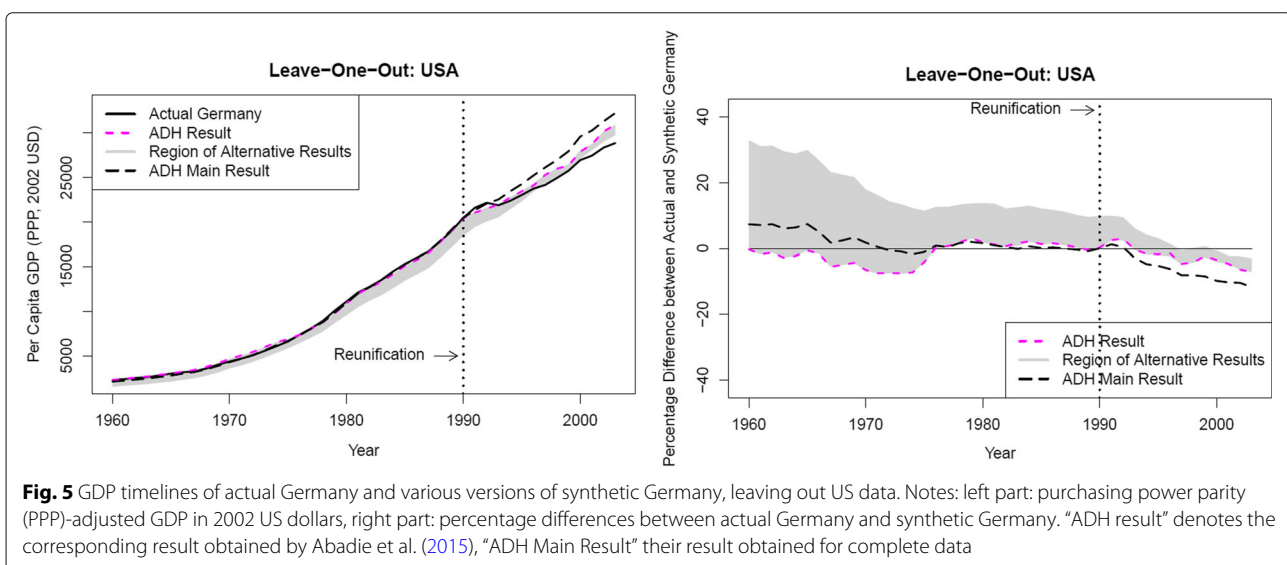 Leave−One−Out: USA
Per Capita GDP (PPP, 2002 USD)
Actual Germany
ADH Result
Region of Alternative Results
ADH Main Result
25000
15000
5000
Reunification
1960 1970 1980 1990 2000
Year
Leave−One−Out: USA
Percentage Difference between Actual and Synthetic Germany
Reunification
40
20
0
−20
−40
ADH Result
Region of Alternative Results
ADH Main Result
1960 1970 1980 1990 2000
Year
Fig. 5 GDP timelines of actual Germany and various versions of synthetic Germany, leaving out US data. Notes: left part: purchasing power parity
(PPP)-adjusted GDP in 2002 US dollars, right part: percentage differences between actual Germany and synthetic Germany. “ADH result” denotes the
corresponding result obtained by Abadie et al. (2015), “ADH Main Result” their result obtained for complete data